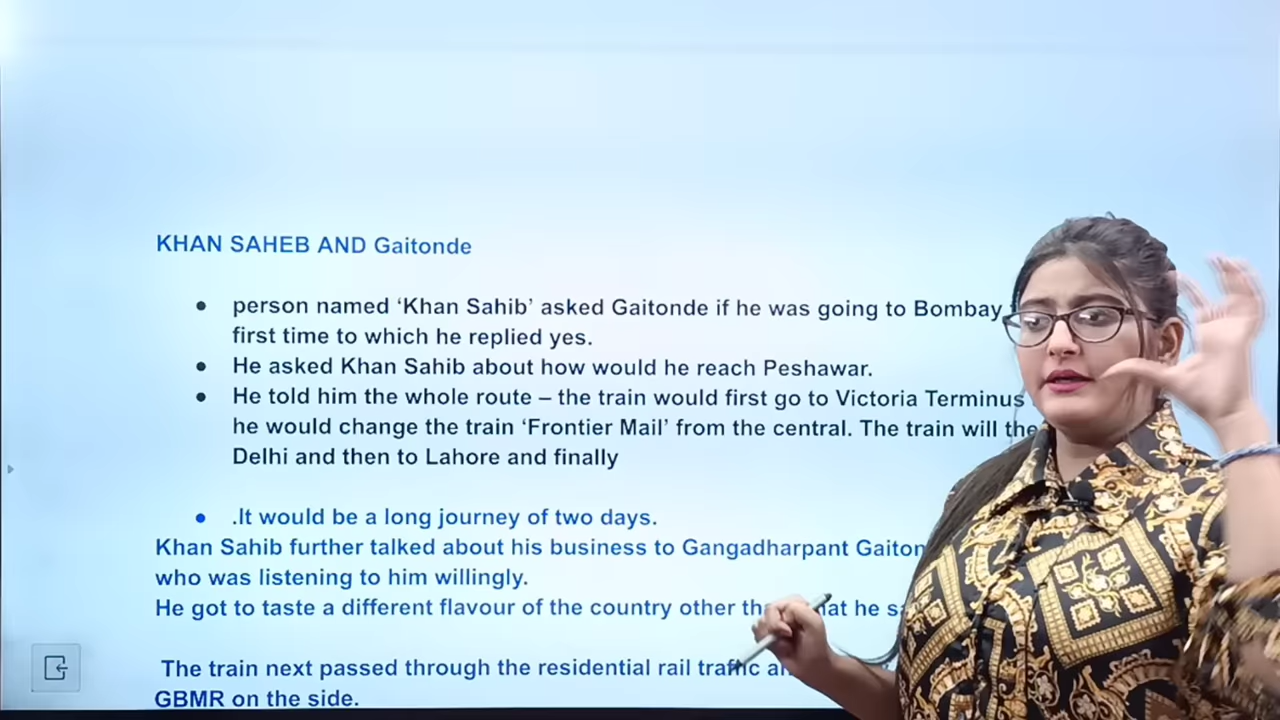 KHAN SAHEB AND Gaitonde
• person named ‘Khan Sahib’ asked Gaitonde if he was going to Bombay
first time to which he replied yes.
• He asked Khan Sahib about how would he reach Peshawar.
• He told him the whole route – the train would first go to Victoria Terminus
he would change the train ‘Frontier Mail’ from the central. The train will
Delhi and then to Lahore and finally
• .It would be a long journey of two days.
Khan Sahib further talked about his business to Gangadharpant
who was listening to him willingly.
He got to taste a different flavour of the country other
The train next passed through the residential rail traffic
GBMR on the side.